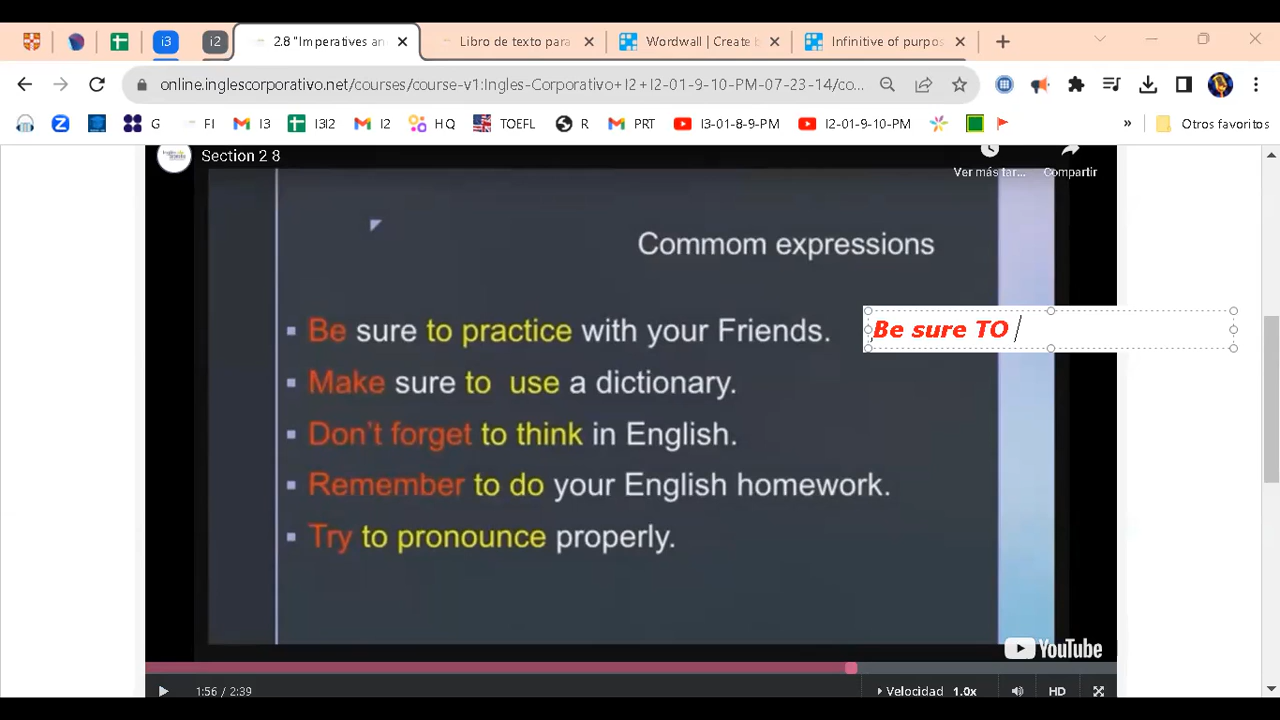 i3
i2
2.8 "Imperatives an
Libro de texto para
Wordwall | Create b
Infinitive of purpos
online.inglescorporativo.net/courses/course-v1:Ingles-Corporativo+I2+I2-01-9-10-PM-07-23-14/co...
G
FI
I3
I3I2
I2
HQ
TOEFL
R
PRT
I3-01-8-9-PM
I2-01-9-10-PM
»
Otros favoritos
Section 2 8
Ver más tar...
Compartir
Commom expressions
Be sure to practice with your Friends.
Be sure TO
Make sure to use a dictionary.
Don't forget to think in English.
Remember to do your English homework.
Try to pronounce properly.
YouTube
1:56 / 2:39
Velocidad 1.0x
HD